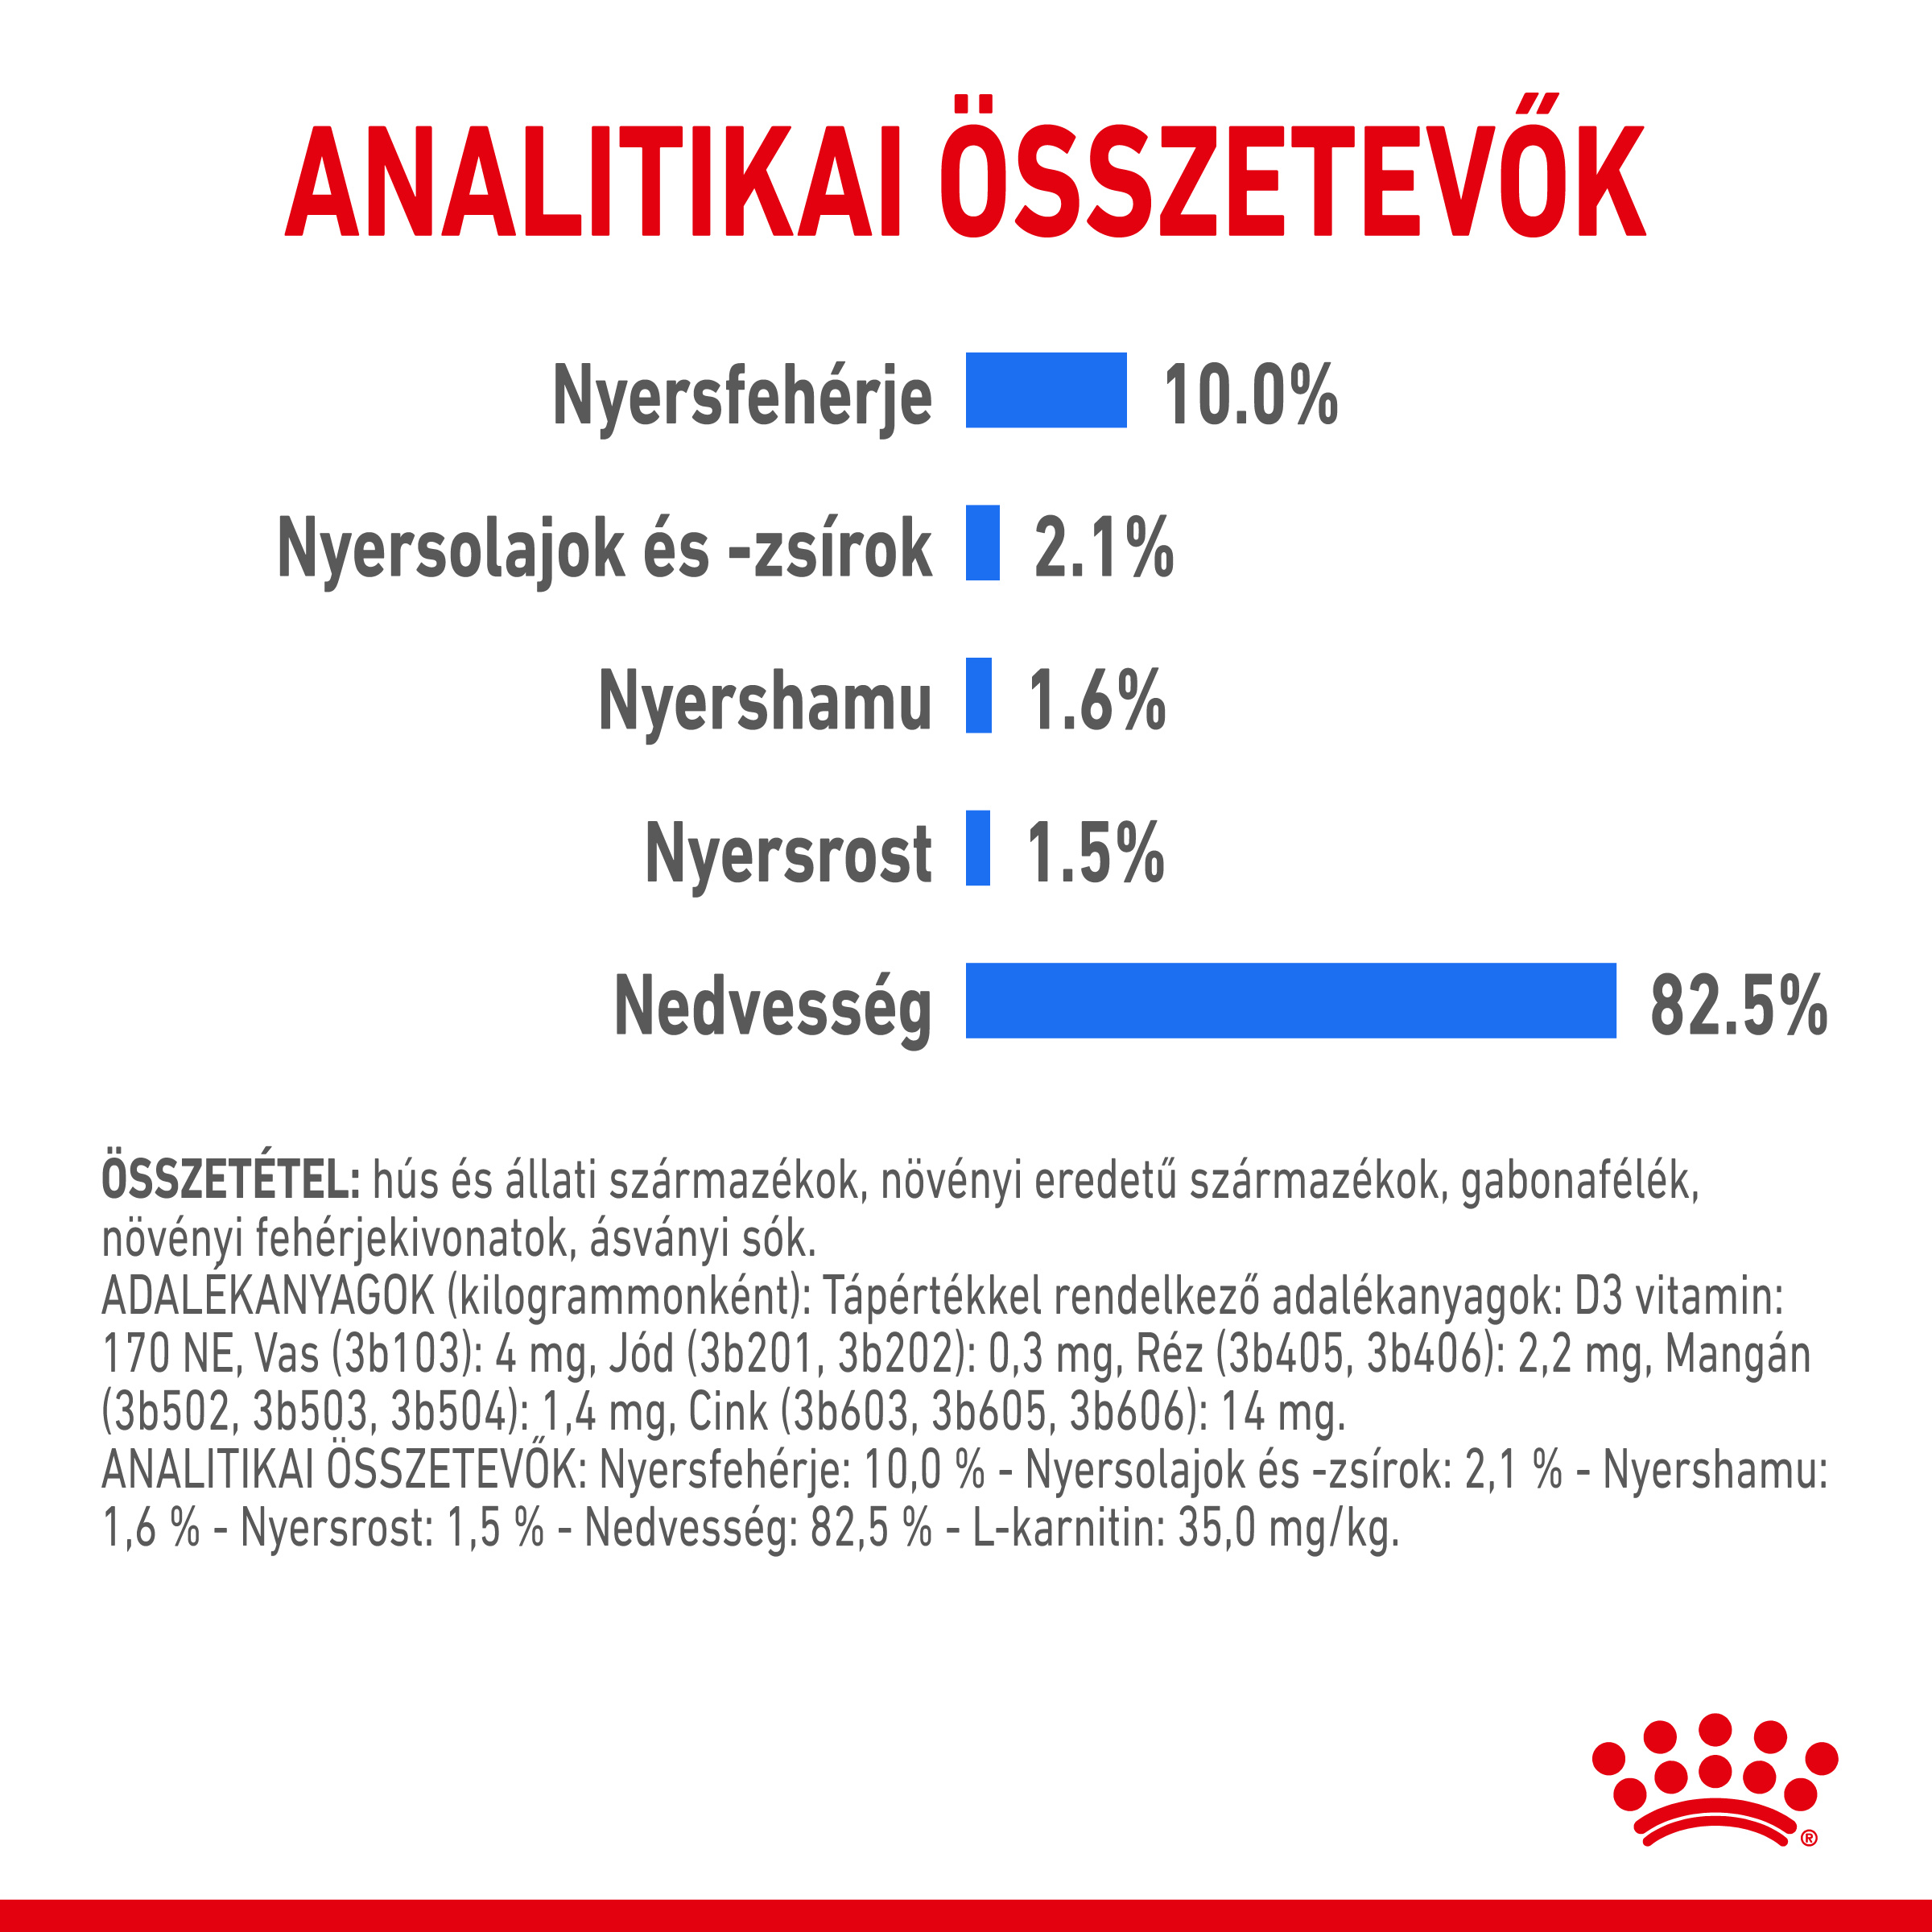 ANALITIKAI ÖSSZETEVŐK
Nyersfehérje 10.0%
Nyersolajok és -zsírok 2.1%
Nyershamu 1.6%
Nyersrost 1.5%
Nedvesség 82.5%
ÖSSZETÉTEL: hús és állati származékok, növényi eredetű származékok, gabonafélék,
növényi fehérjekivonatok, ásványi sók.
ADALÉKANYAGOK (kilogrammonként): Tápértékkel rendelkező adalékanyagok: D3 vitamin:
170 NE, Vas (3b103): 4 mg, Jód (3b201, 3b202): 0,3 mg, Réz (3b405, 3b406): 2,2 mg, Mangán
(3b502, 3b503, 3b504): 1,4 mg, Cink (3b603, 3b605, 3b606): 14 mg.
ANALITIKAI ÖSSZETEVŐK: Nyersfehérje: 10,0 % – Nyersolajok és -zsírok: 2,1 % – Nyershamu:
1,6 % – Nyersrost: 1,5 % – Nedvesség: 82,5 % – L-karnitin: 35,0 mg/kg.
®